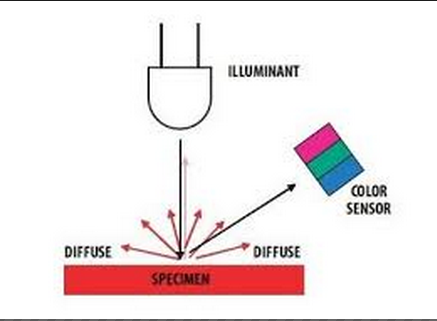 ILLUMINANT
COLOR
SENSOR
DIFFUSE
DIFFUSE
SPECIMEN